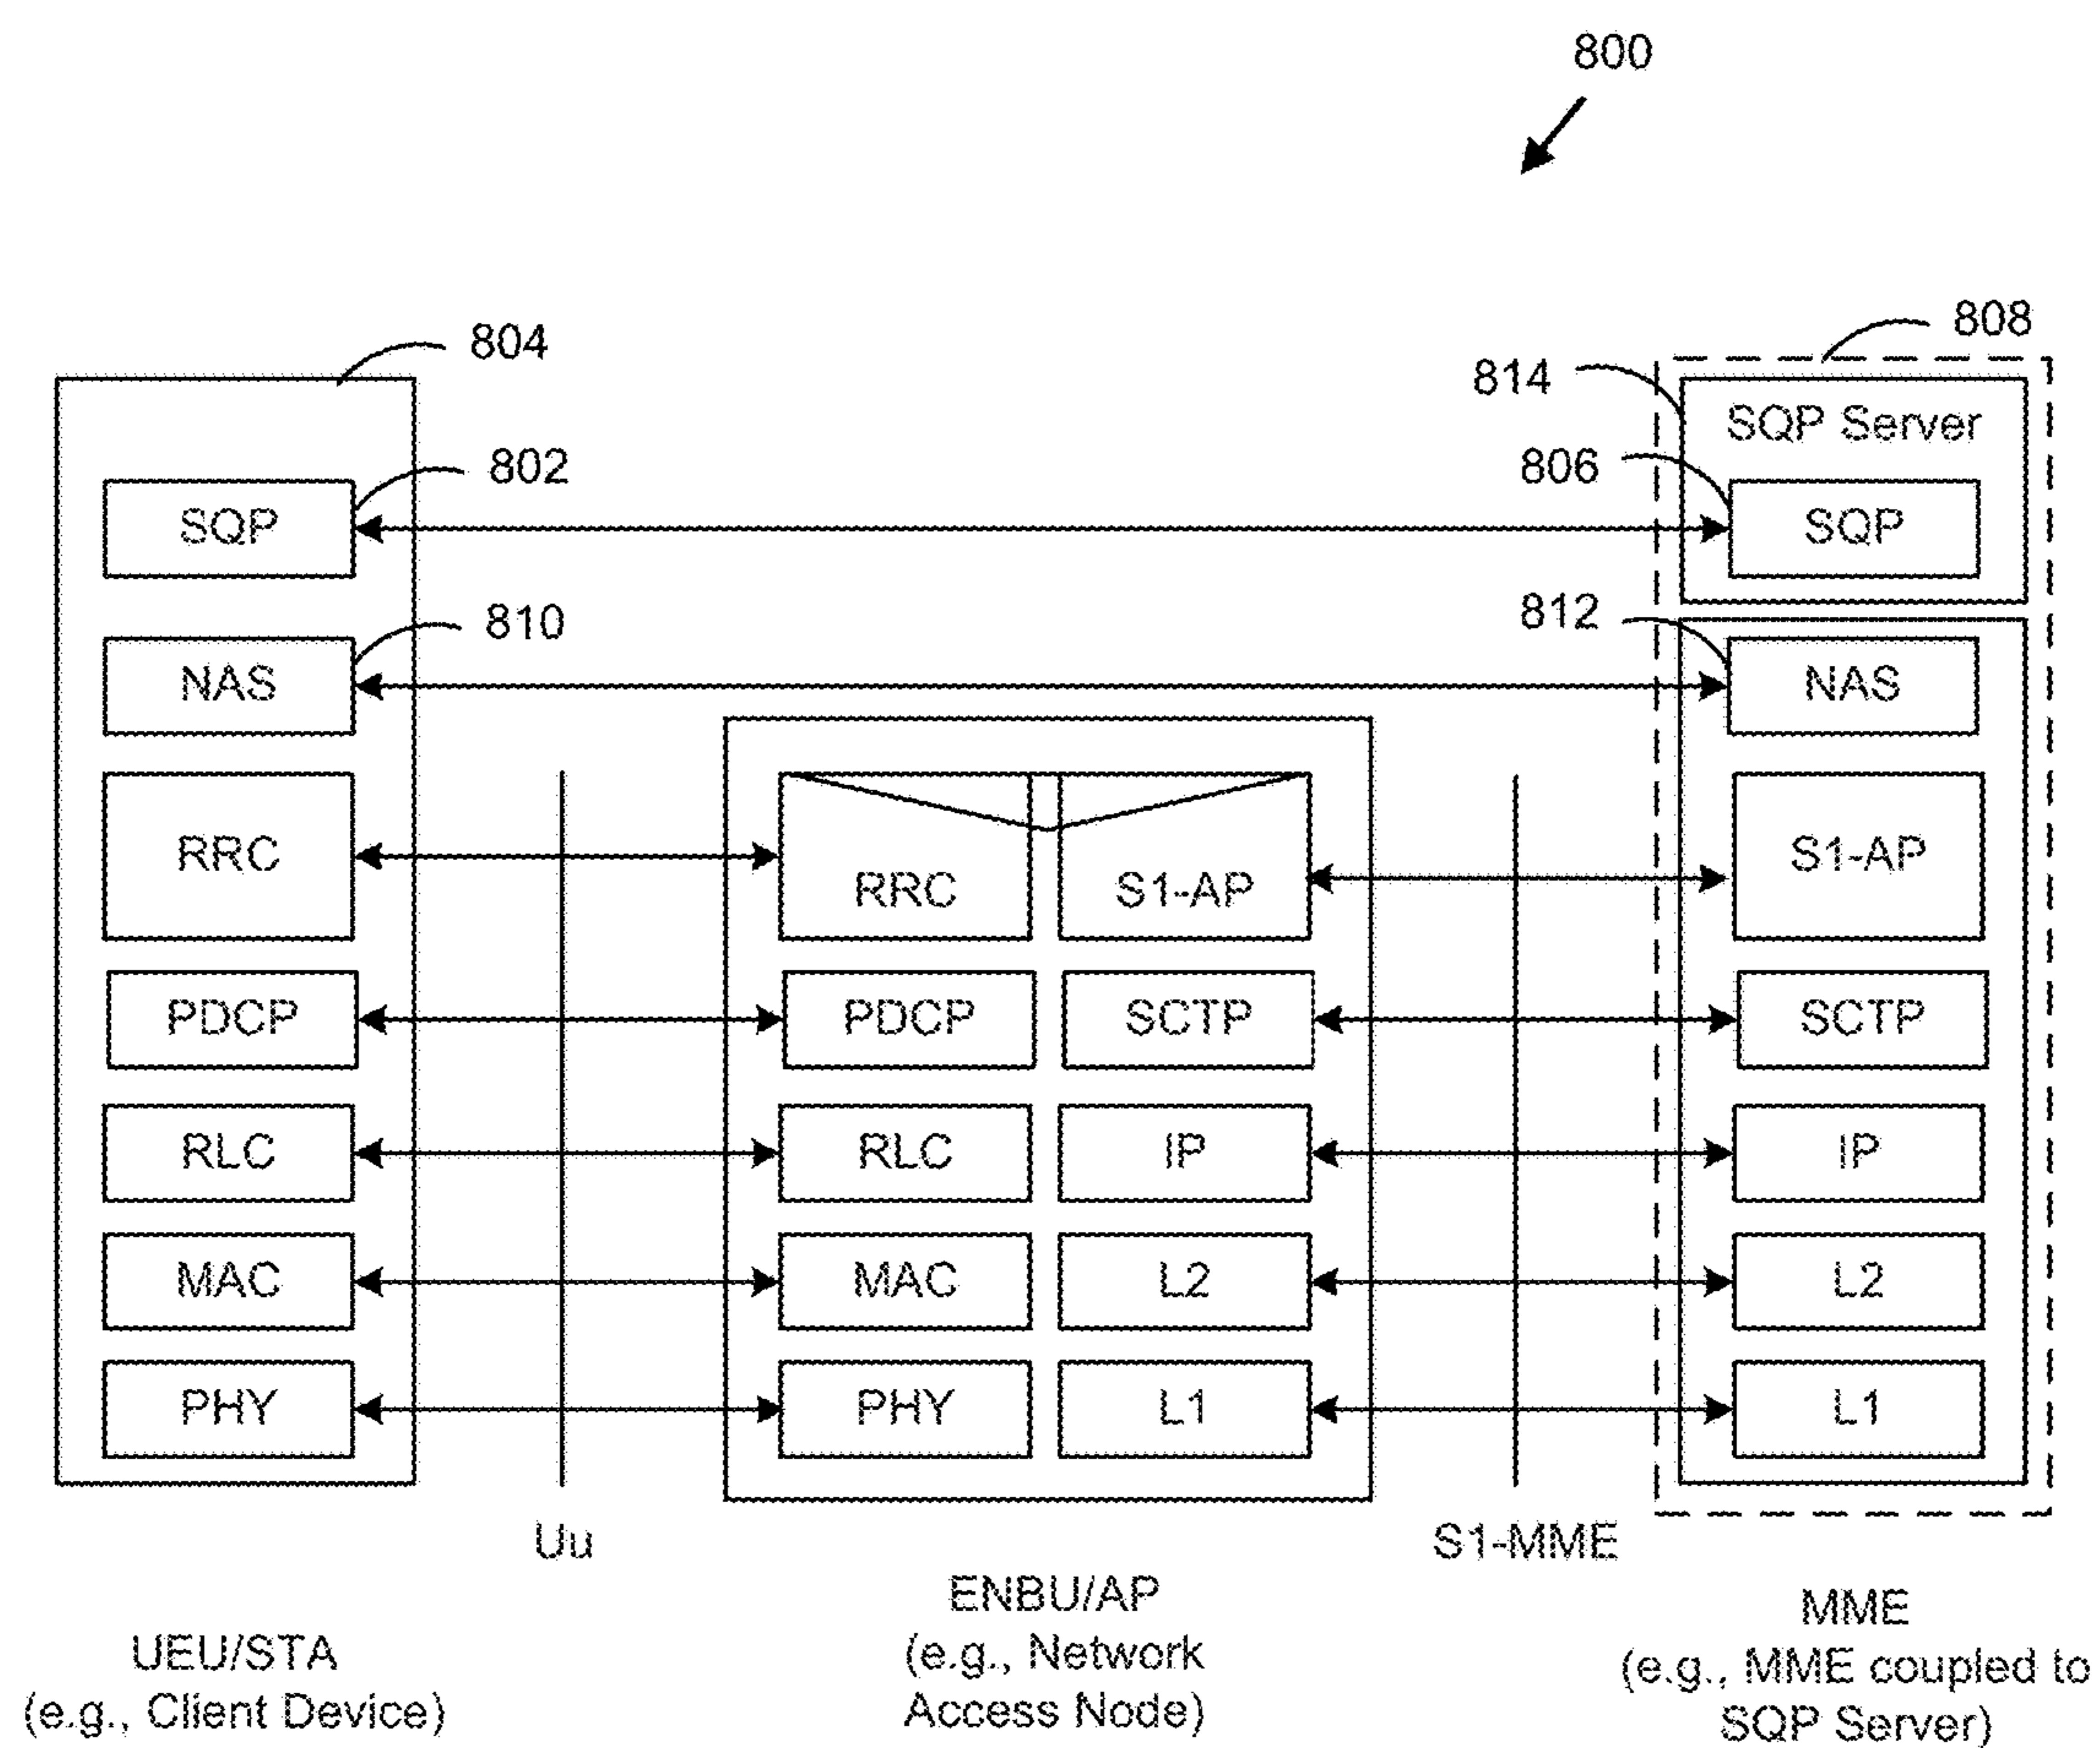 800
804
808
814
SQP Server
802
806
SQP
SQP
810
812
NAS
NAS
RRC
RRC
S1-AP
S1-AP
PDCP
PDCP
SCTP
SCTP
RLC
RLC
IP
IP
MAC
MAC
L2
L2
PHY
PHY
L1
L1
Uu
S1-MME
UEU/STA
(e.g., Client Device)
ENBU/AP
(e.g., Network
Access Node)
MME
(e.g., MME coupled to
SQP Server)